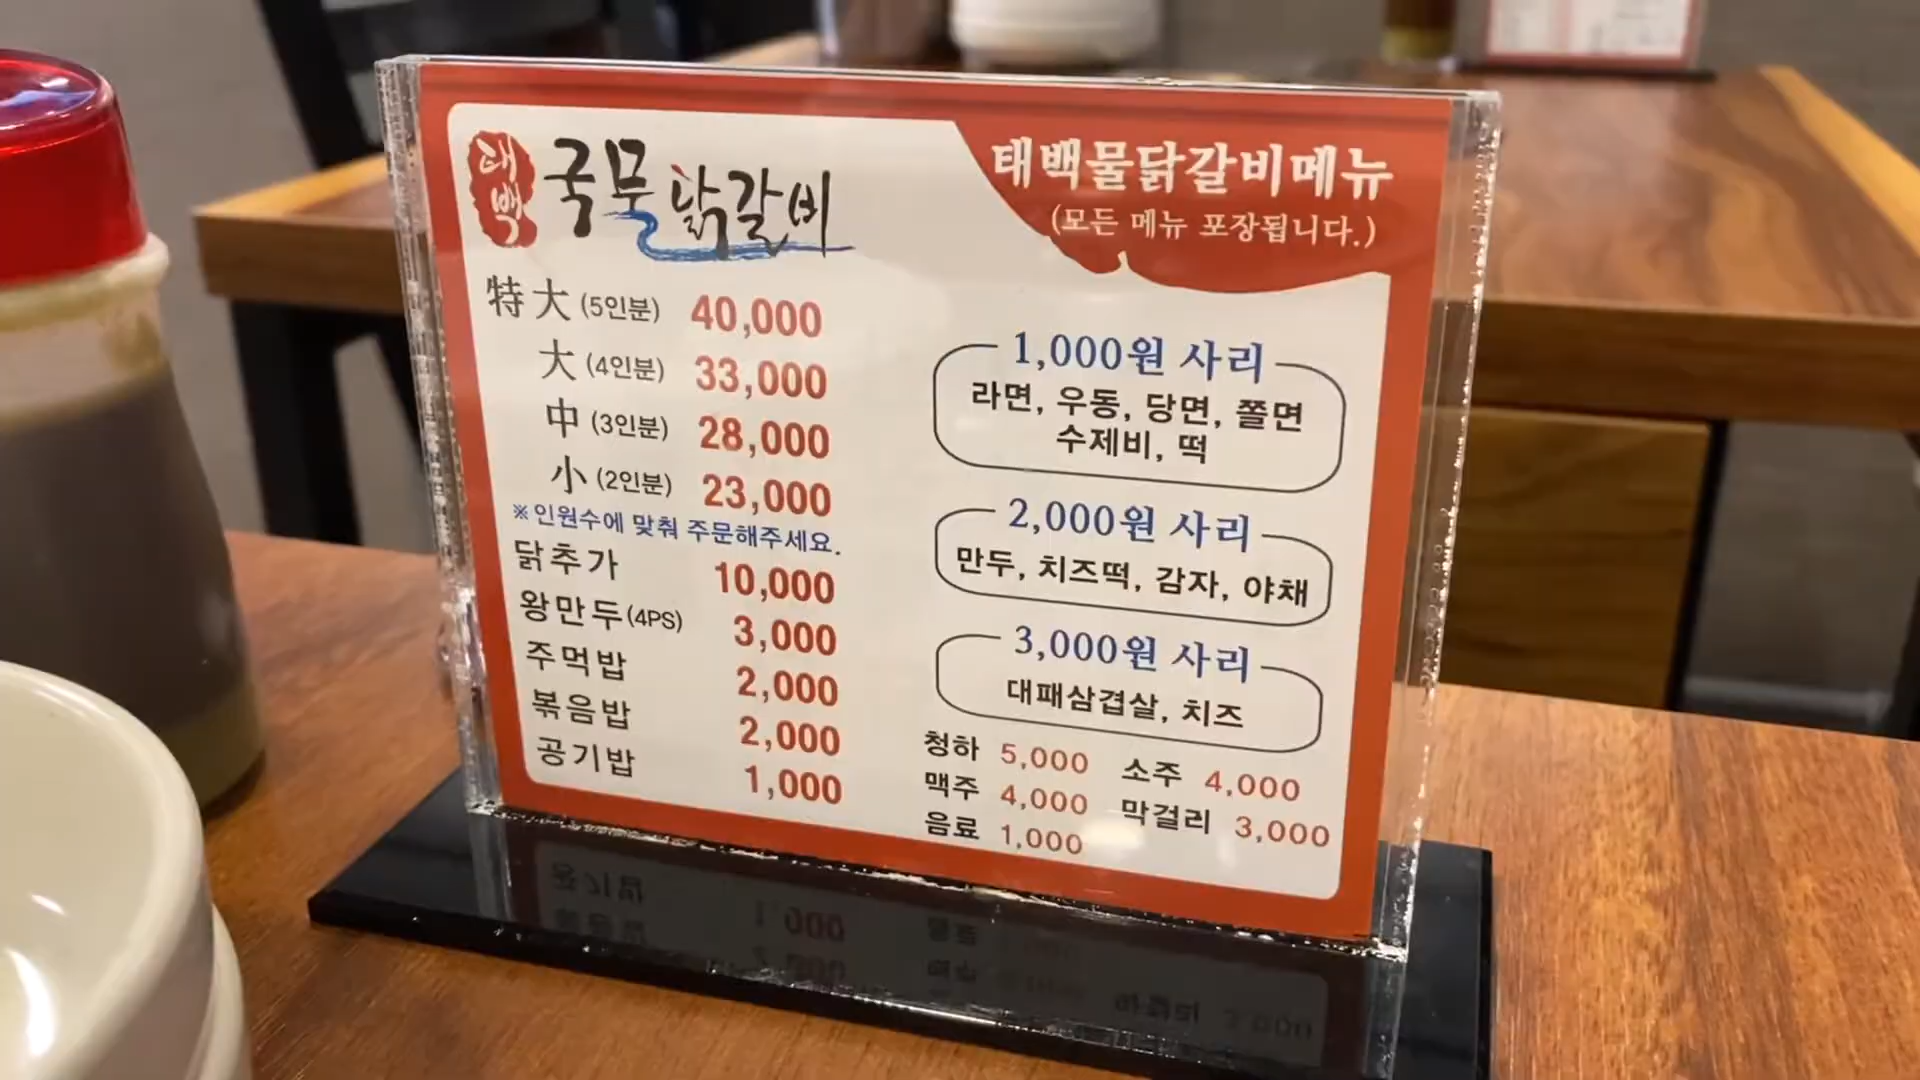 태백
국물 닭갈비
태백물닭갈비메뉴
(모든 메뉴 포장됩니다.)
特大 (5인분) 40,000
大 (4인분) 33,000
中 (3인분) 28,000
小 (2인분) 23,000
※인원수에 맞춰 주문해주세요.
닭추가 10,000
왕만두(4PS) 3,000
주먹밥 2,000
볶음밥 2,000
공기밥 1,000
1,000원 사리
라면, 우동, 당면, 쫄면
수제비, 떡
2,000원 사리
만두, 치즈떡, 감자, 야채
3,000원 사리
대패삼겹살, 치즈
청하 5,000 소주 4,000
맥주 4,000 막걸리 3,000
음료 1,000